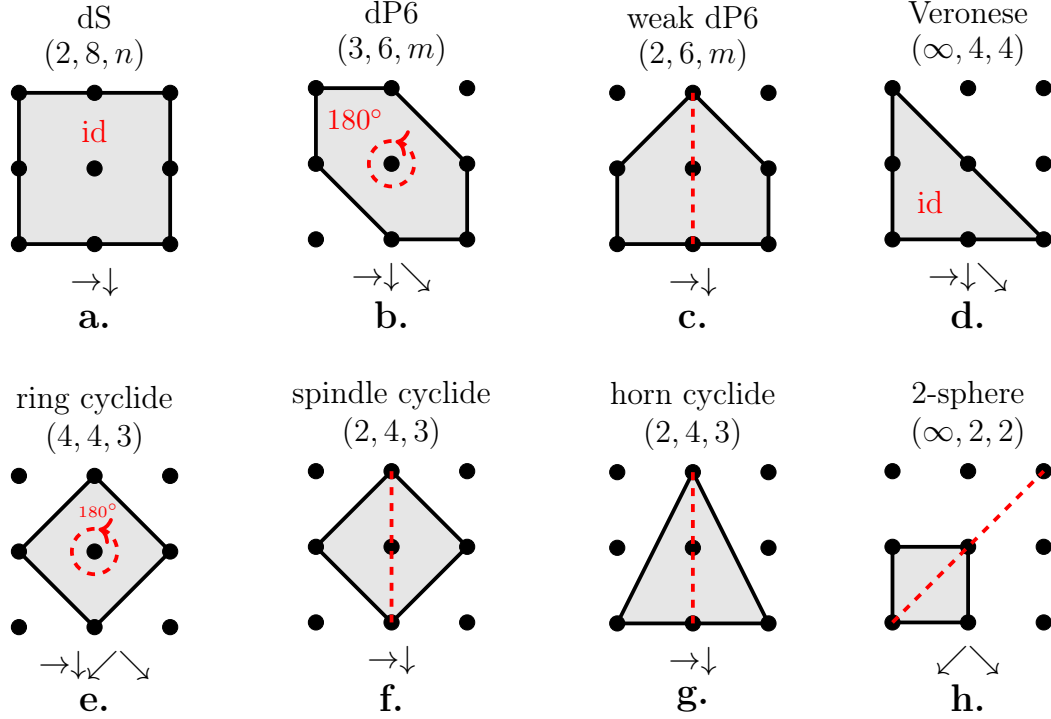 dS
(2, 8, n)
id
→↓
a.
dP6
(3, 6, m)
180°
→↓↘
b.
weak dP6
(2, 6, m)
→↓
c.
Veronese
(∞, 4, 4)
id
→↓↘
d.
ring cyclide
(4, 4, 3)
180°
→↓↙↘
e.
spindle cyclide
(2, 4, 3)
→↓
f.
horn cyclide
(2, 4, 3)
→↓
g.
2-sphere
(∞, 2, 2)
↙↘
h.